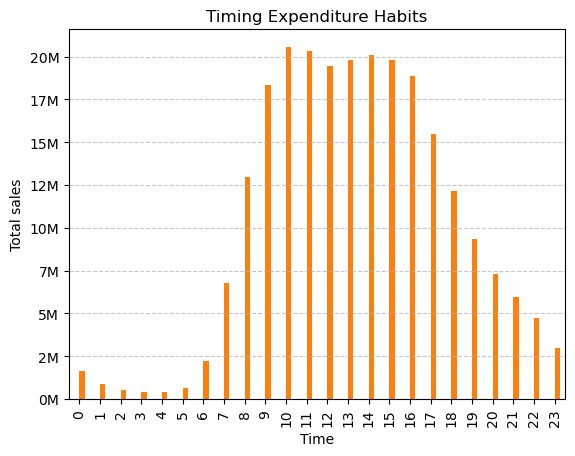 Timing Expenditure Habits
20M
17M
15M
12M
10M
7M
5M
2M
0M
Total sales
0 1 2 3 4 5 6 7 8 9 10 11 12 13 14 15 16 17 18 19 20 21 22 23
Time